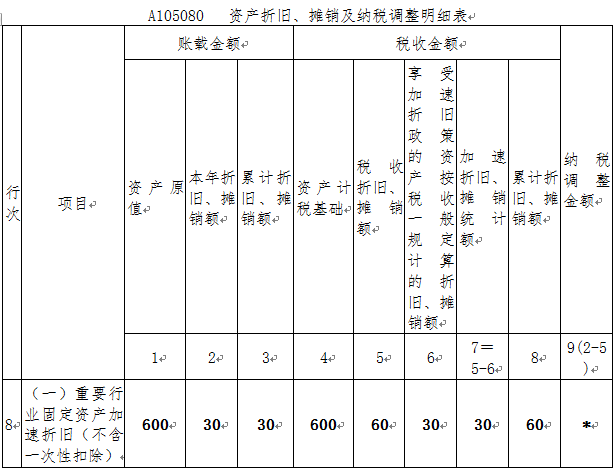 A105080 资产折旧、摊销及纳税调整明细表
行
次
项目
账载金额
税收金额
纳税
调整
金额
资产原
值
本年折
旧、摊
销额
累计折
旧、摊
销额
资产计
税基础
税收
折旧、
摊销
额
享受
加速
折旧
政策
的资
产按
税收
一般
规定
计算
的折
旧、摊
销额
加速
折旧、
摊销
统计
额
累计折
旧、摊
销额
1
2
3
4
5
6
7＝
5-6
8
9(2-5
)
8
（一）重要行
业固定资产加
速折旧（不含
一次性扣除）
600
30
30
600
60
30
30
60
*